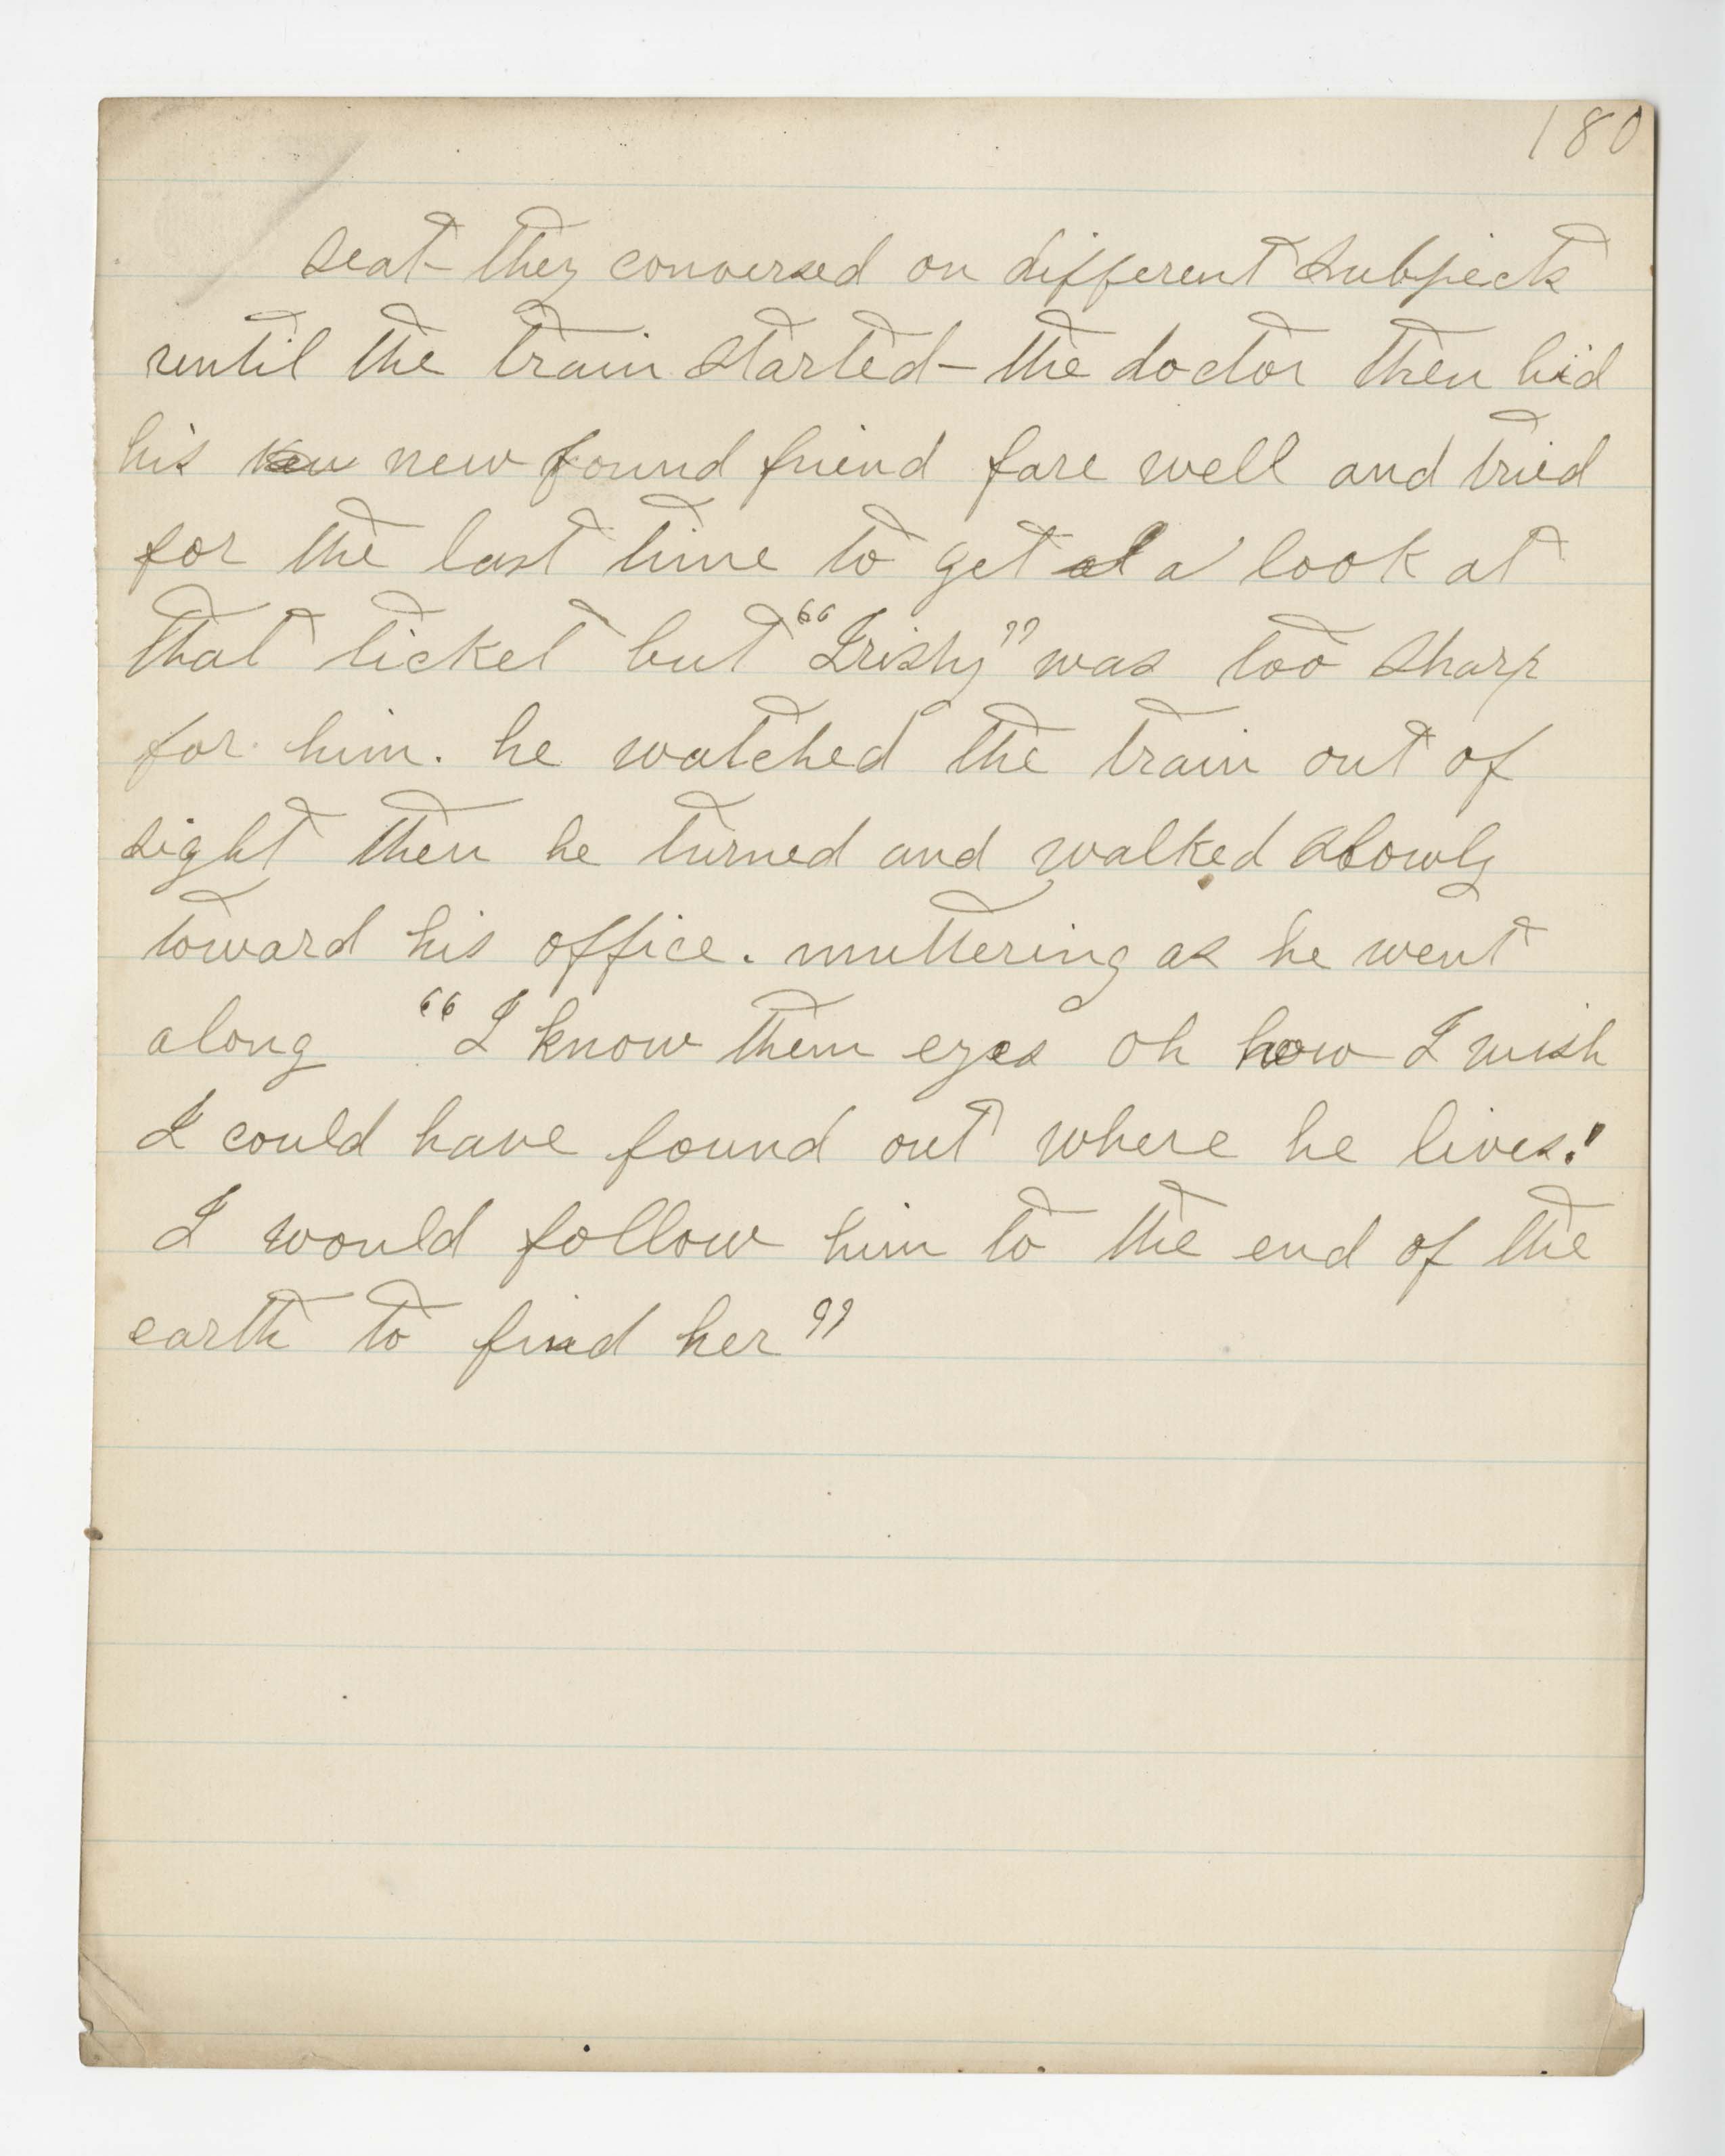 180
seat they conversed on different subjects
until the train started – the doctor then bid
his new found friend fare well and tried
for the last time to get a look at
that ticket but "Irishy" was too sharp
for him. he watched the train out of
sight then he turned and walked slowly
toward his office. muttering as he went
along "I know them eyes oh how I wish
I could have found out where he lives!
I would follow him to the end of the
earth to find her"